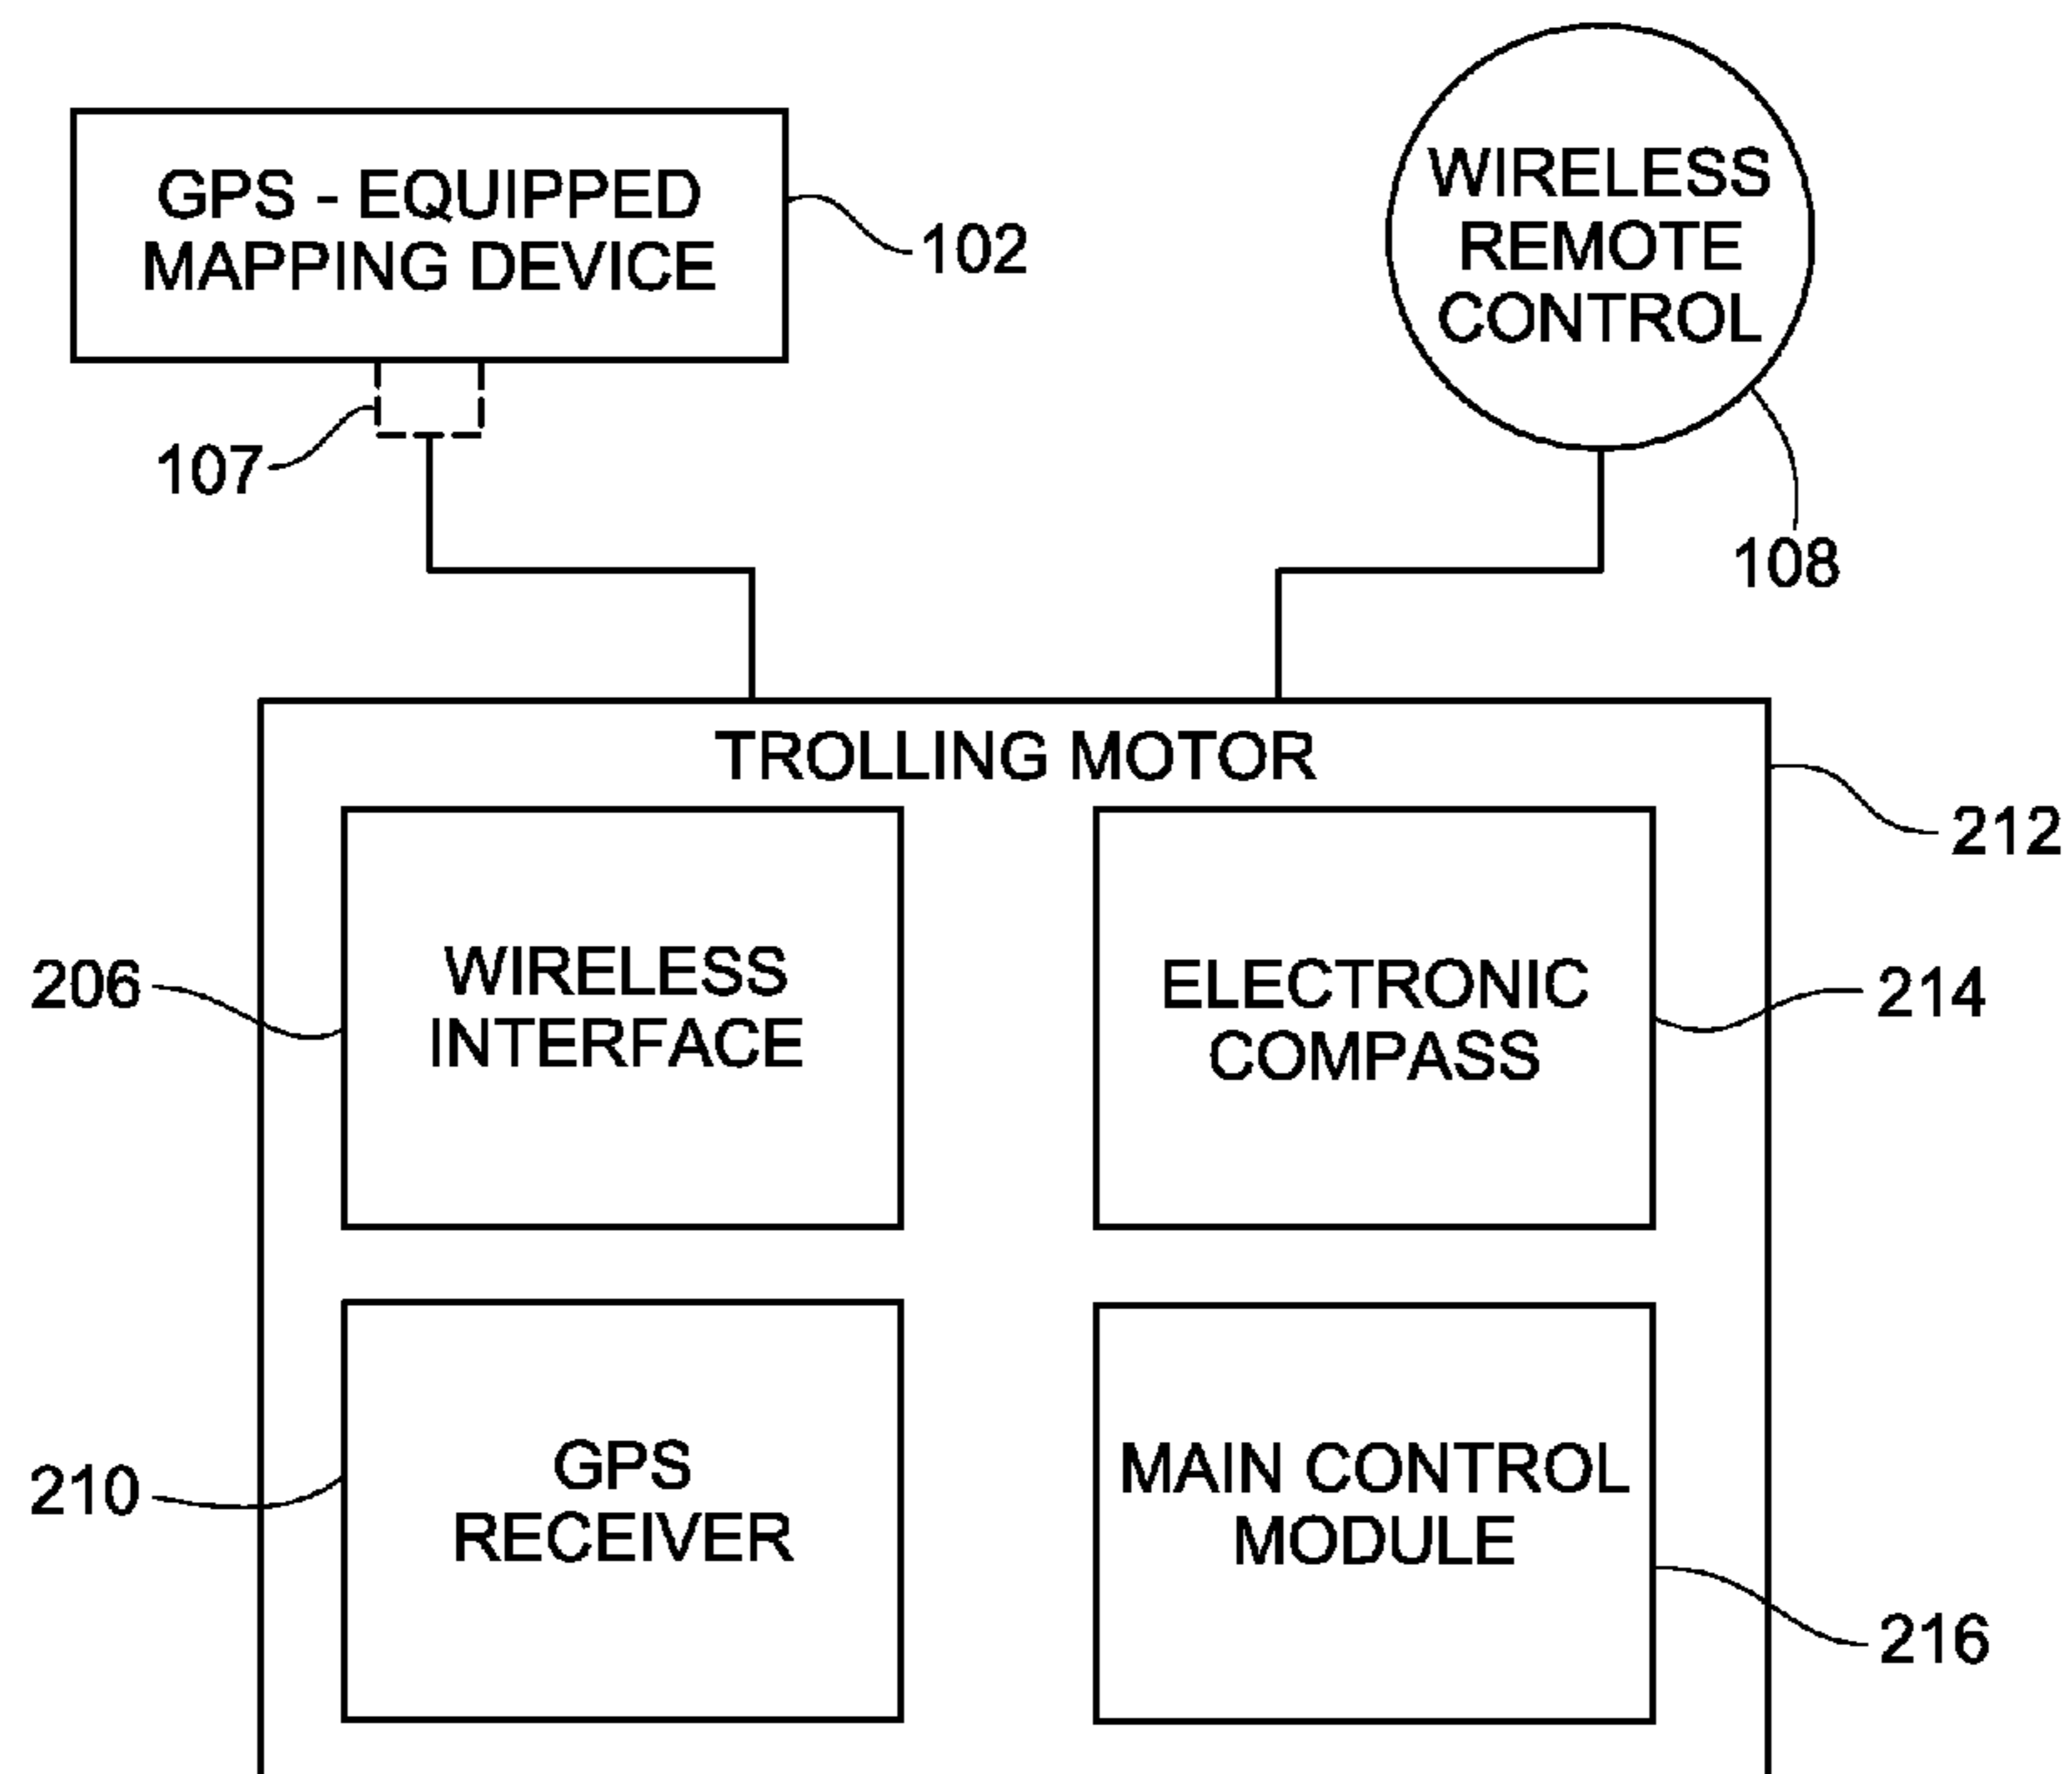 GPS - EQUIPPED
MAPPING DEVICE
102
107
WIRELESS
REMOTE
CONTROL
108
TROLLING MOTOR
212
206
WIRELESS
INTERFACE
ELECTRONIC
COMPASS
214
210
GPS
RECEIVER
MAIN CONTROL
MODULE
216